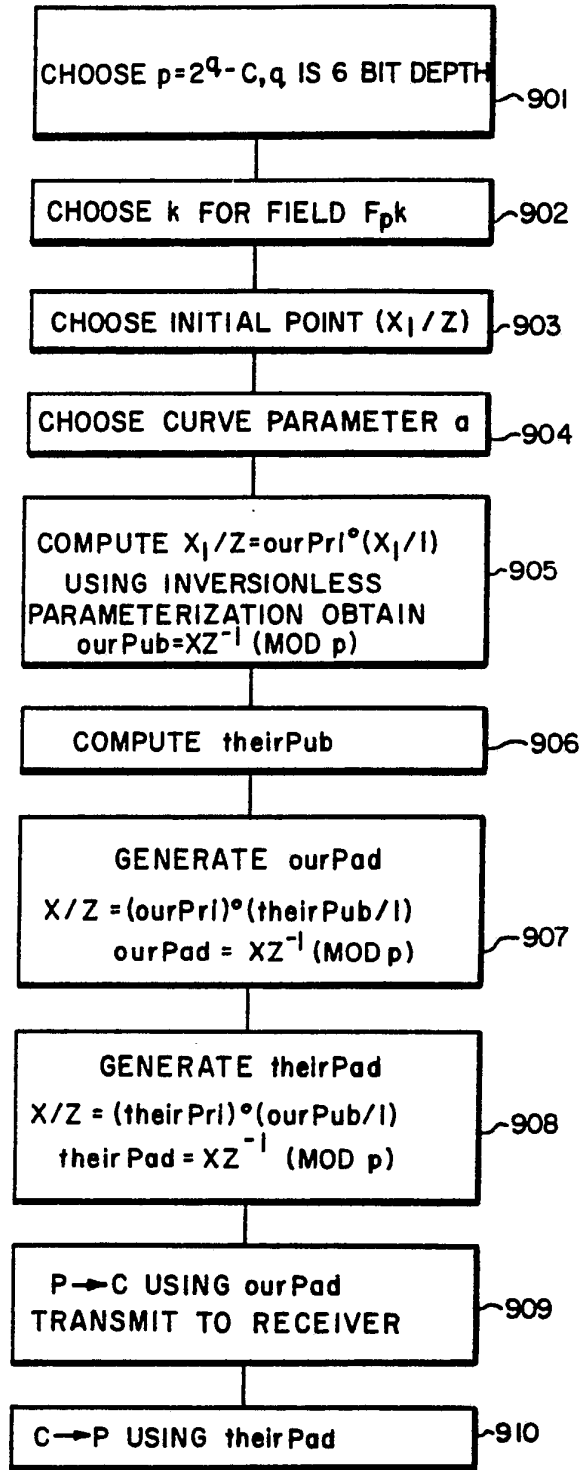 CHOOSE p=2^q-C, q IS 6 BIT DEPTH
901
CHOOSE k FOR FIELD F_pk
902
CHOOSE INITIAL POINT (X₁/Z)
903
CHOOSE CURVE PARAMETER a
904
COMPUTE X₁/Z=ourPri°(X₁/1)
USING INVERSIONLESS
PARAMETERIZATION OBTAIN
ourPub=XZ⁻¹ (MOD p)
905
COMPUTE theirPub
906
GENERATE ourPad
X/Z=(ourPri)°(theirPub/1)
ourPad = XZ⁻¹ (MOD p)
907
GENERATE theirPad
X/Z=(theirPri)°(ourPub/1)
theirPad=XZ⁻¹ (MOD p)
908
P→C USING ourPad
TRANSMIT TO RECEIVER
909
C→P USING theirPad
910